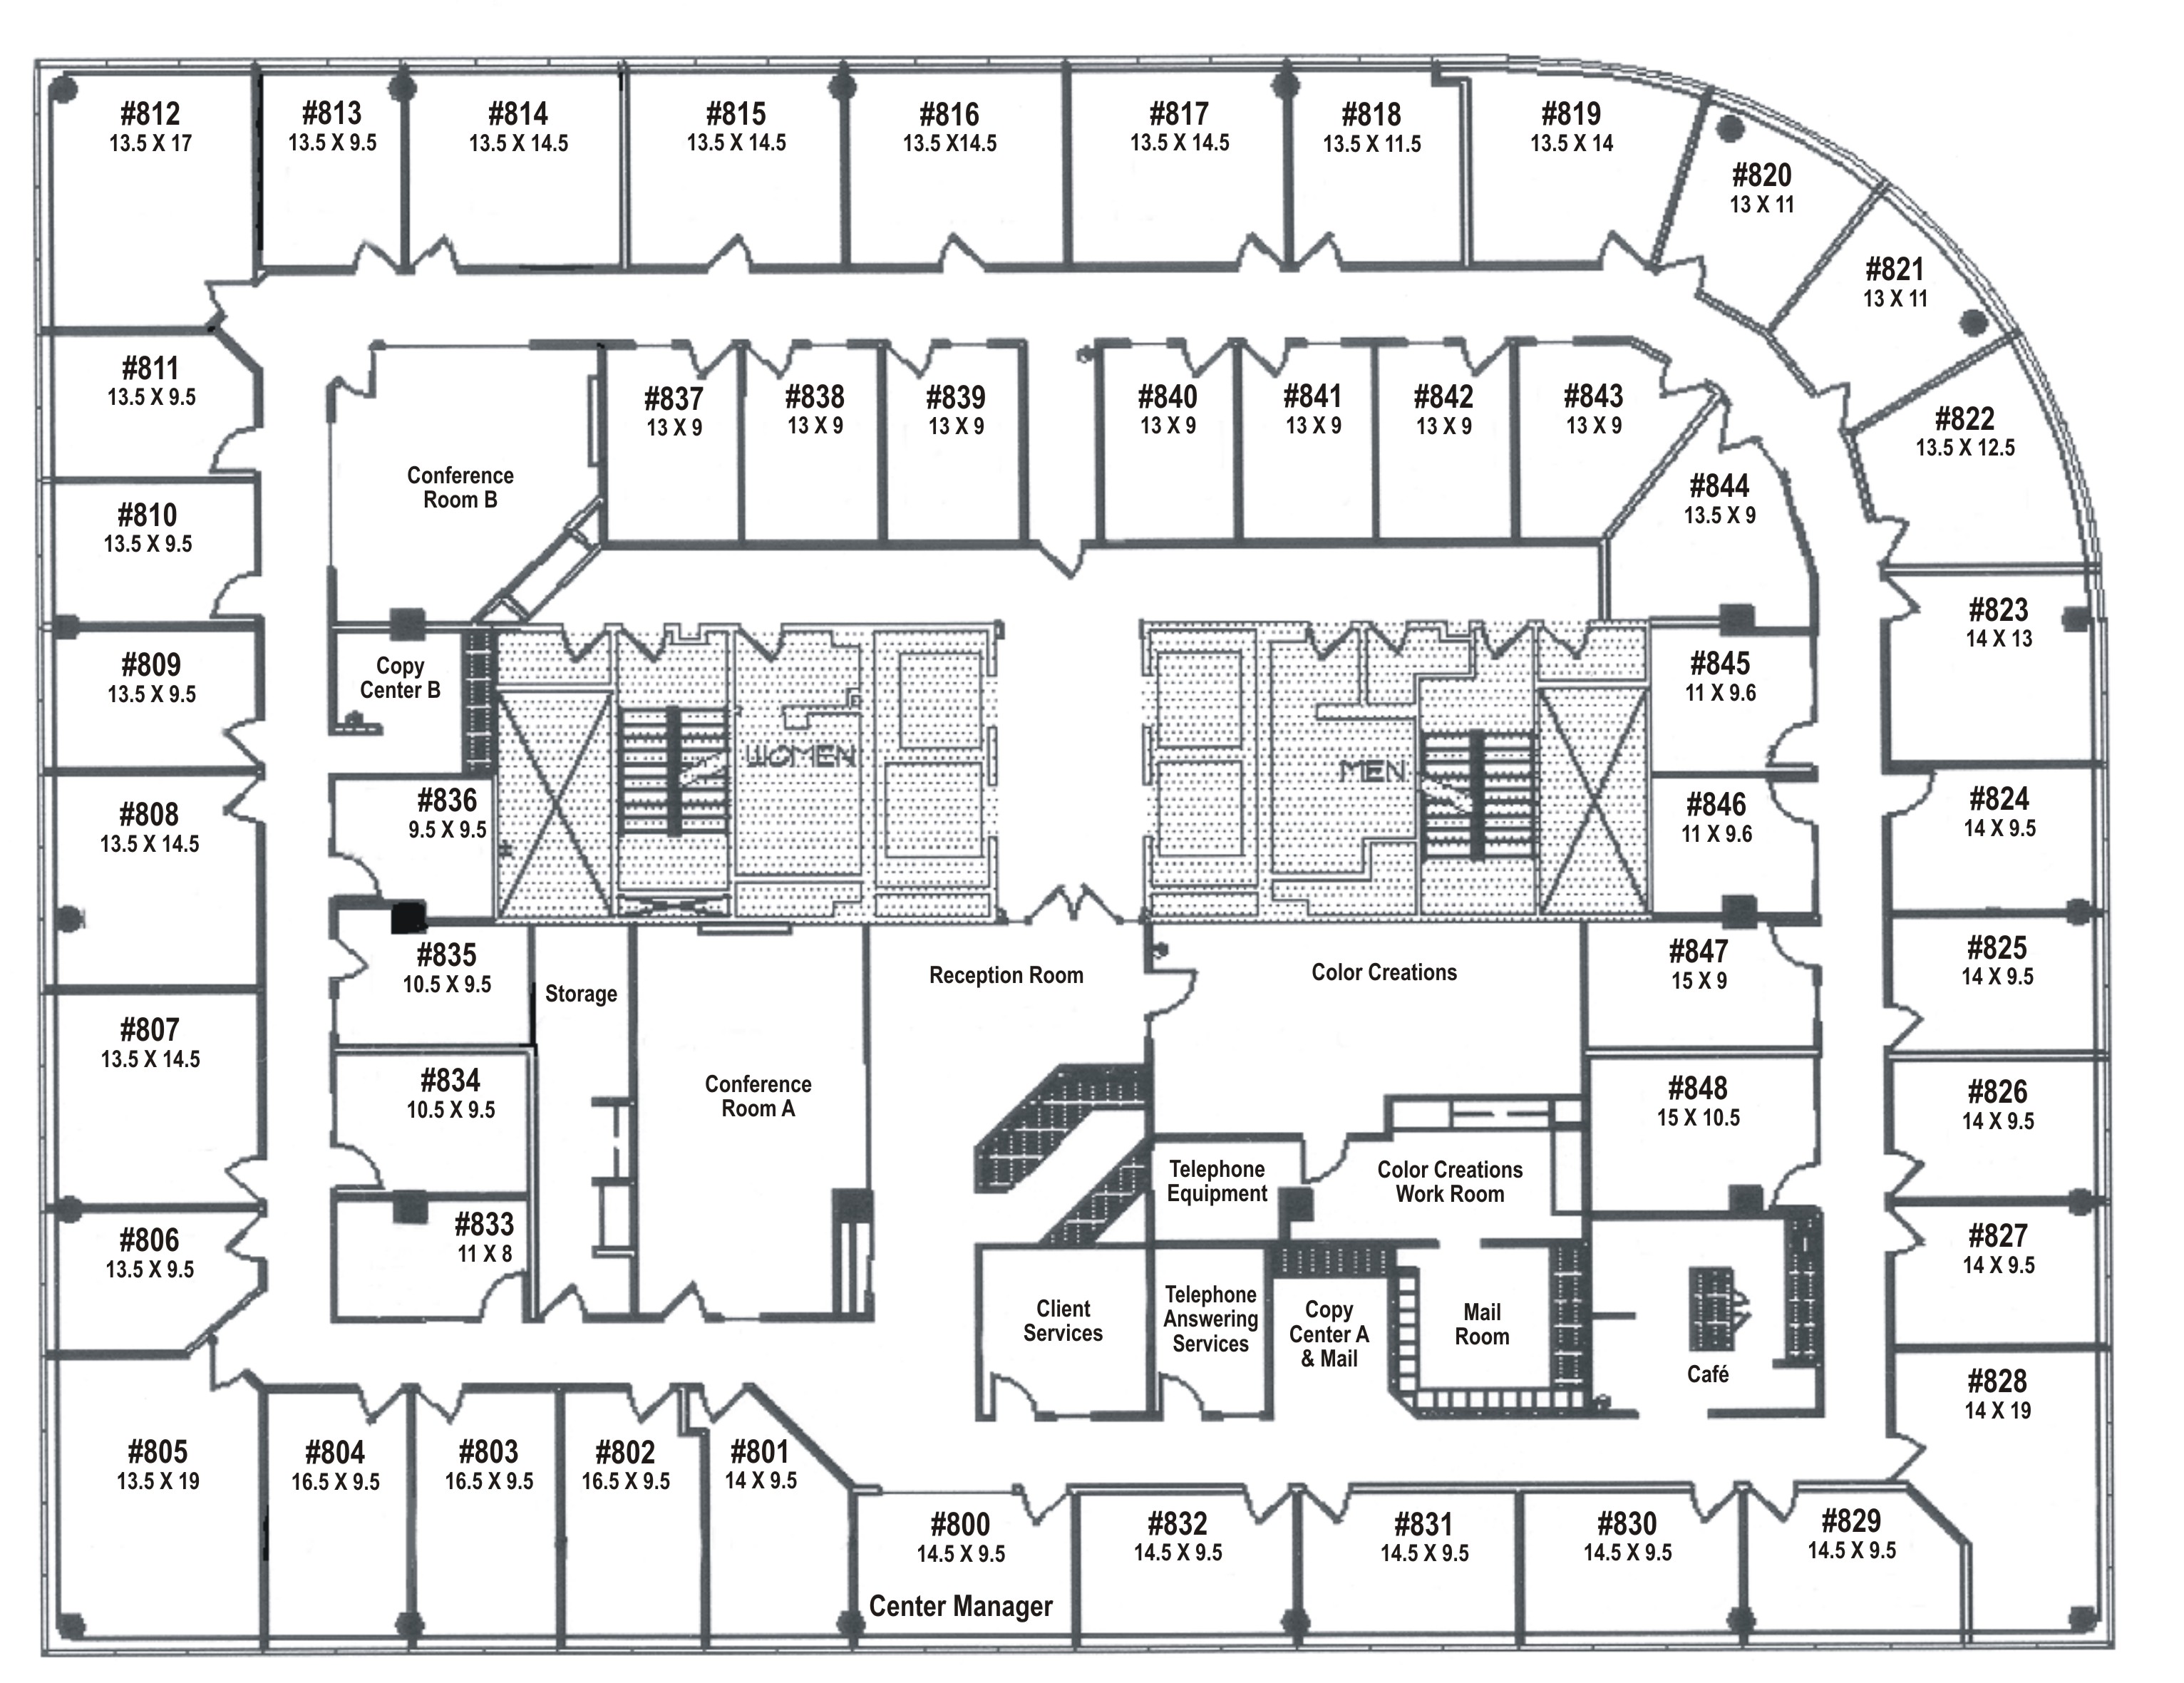 #812
13.5 X 17
#813
13.5 X 9.5
#814
13.5 X 14.5
#815
13.5 X 14.5
#816
13.5 X14.5
#817
13.5 X 14.5
#818
13.5 X 11.5
#819
13.5 X 14
#820
13 X 11
#821
13 X 11
#822
13.5 X 12.5
#811
13.5 X 9.5
#837
13 X 9
#838
13 X 9
#839
13 X 9
#840
13 X 9
#841
13 X 9
#842
13 X 9
#843
13 X 9
Conference
Room B
#844
13.5 X 9
#810
13.5 X 9.5
#823
14 X 13
#809
13.5 X 9.5
Copy
Center B
#845
11 X 9.6
WOMEN
MEN
#808
13.5 X 14.5
#836
9.5 X 9.5
#846
11 X 9.6
#824
14 X 9.5
#835
10.5 X 9.5
Storage
Reception Room
Color Creations
#847
15 X 9
#825
14 X 9.5
#807
13.5 X 14.5
#834
10.5 X 9.5
Conference
Room A
#848
15 X 10.5
#826
14 X 9.5
Telephone
Equipment
Color Creations
Work Room
#806
13.5 X 9.5
#833
11 X 8
#827
14 X 9.5
Client
Services
Telephone
Answering
Services
Copy
Center A
& Mail
Mail
Room
Café
#828
14 X 19
#805
13.5 X 19
#804
16.5 X 9.5
#803
16.5 X 9.5
#802
16.5 X 9.5
#801
14 X 9.5
#800
14.5 X 9.5
Center Manager
#832
14.5 X 9.5
#831
14.5 X 9.5
#830
14.5 X 9.5
#829
14.5 X 9.5